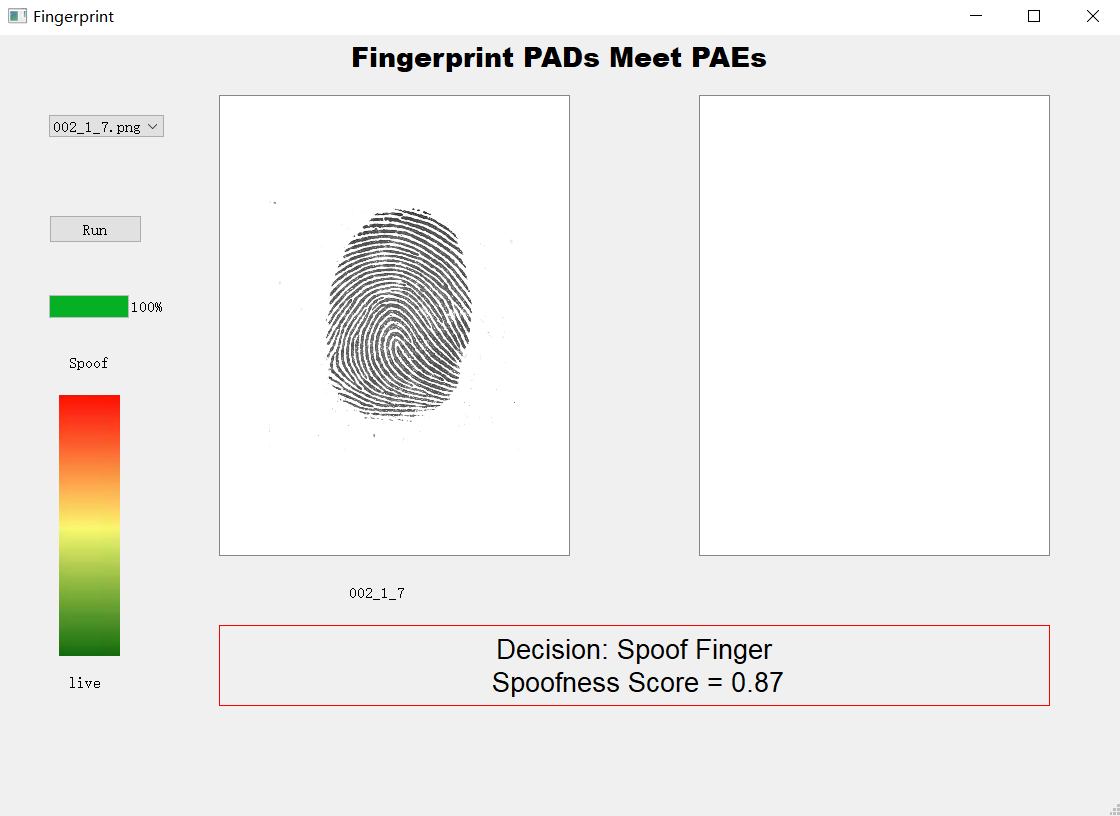 Fingerprint
Fingerprint PADs Meet PAEs
002_1_7.png
Run
100%
Spoof
live
002_1_7
Decision: Spoof Finger
Spoofness Score = 0.87